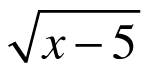 √(x − 5)